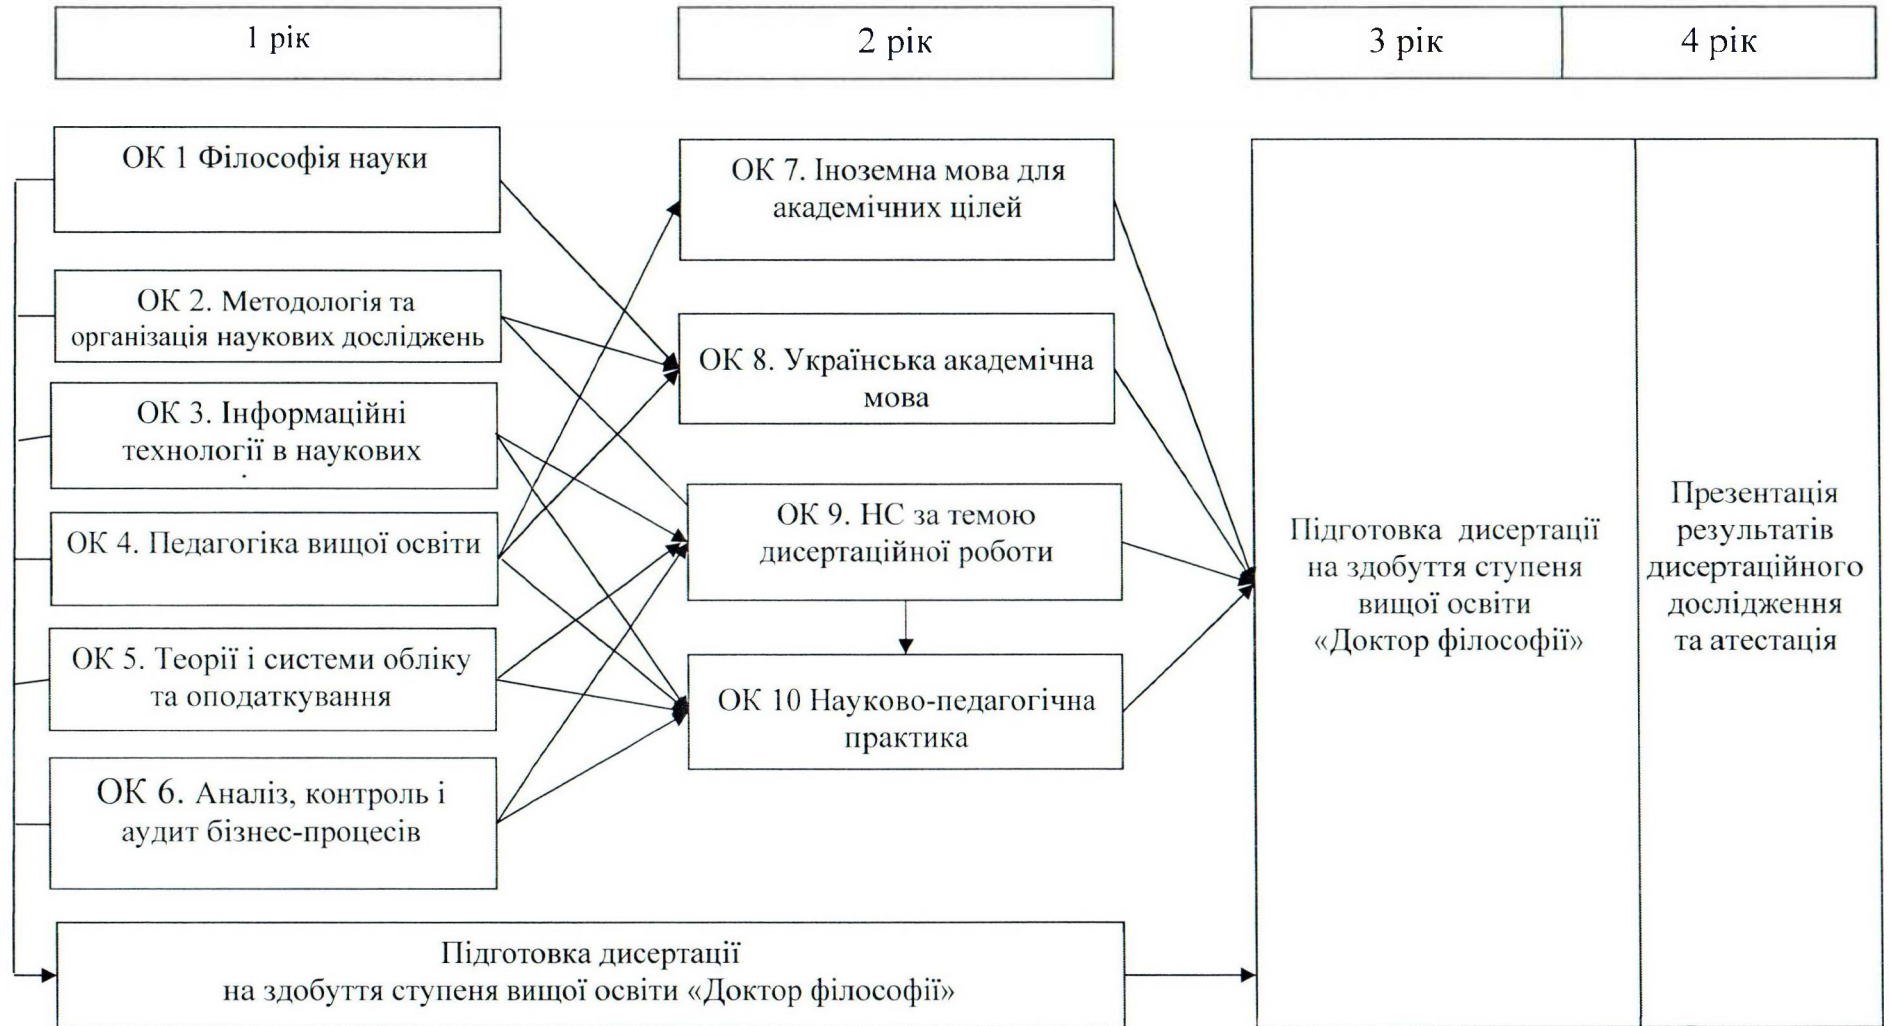 1 рік
2 рік
3 рік
4 рік
ОК 1 Філософія науки
ОК 2. Методологія та
організація наукових досліджень
ОК 3. Інформаційні
технології в наукових
ОК 4. Педагогіка вищої освіти
ОК 5. Теорії і системи обліку
та оподаткування
ОК 6. Аналіз, контроль і
аудит бізнес-процесів
ОК 7. Іноземна мова для
академічних цілей
ОК 8. Українська академічна
мова
ОК 9. НС за темою
дисертаційної роботи
ОК 10 Науково-педагогічна
практика
Підготовка дисертації
на здобуття ступеня вищої освіти «Доктор філософії»
Підготовка дисертації
на здобуття ступеня
вищої освіти
«Доктор філософії»
Презентація
результатів
дисертаційного
дослідження
та атестація